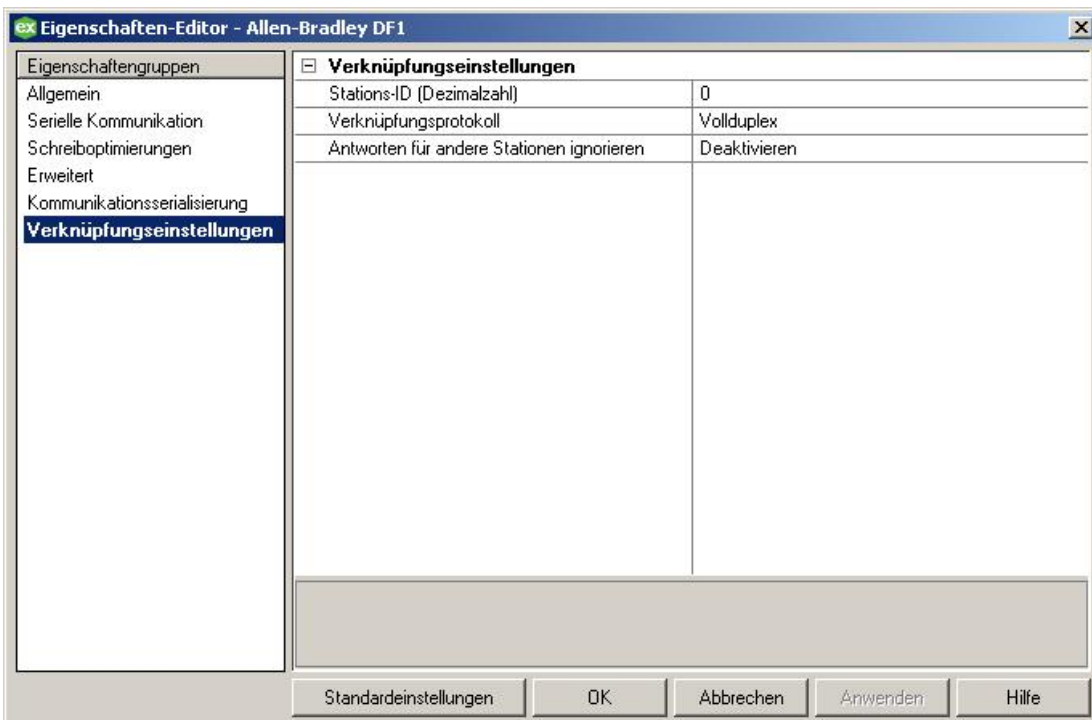 ex Eigenschaften-Editor - Allen-Bradley DF1
Eigenschaftengruppen
Allgemein
Serielle Kommunikation
Schreiboptimierungen
Erweitert
Kommunikationsserialisierung
Verknüpfungseinstellungen
Verknüpfungseinstellungen
Stations-ID (Dezimalzahl) 0
Verknüpfungsprotokoll Vollduplex
Antworten für andere Stationen ignorieren Deaktivieren
Standardeinstellungen OK Abbrechen Anwenden Hilfe